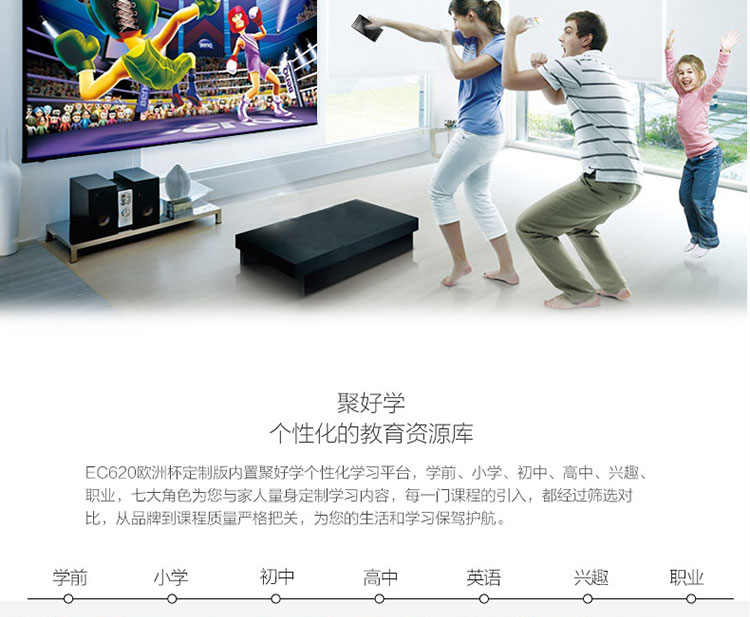 BenQ
聚好学
个性化的教育资源库
EC620欧洲杯定制版内置聚好学个性化学习平台，学前、小学、初中、高中、兴趣、
职业，七大角色为您与家人量身定制学习内容，每一门课程的引入，都经过筛选对
比，从品牌到课程质量严格把关，为您的生活和学习保驾护航。
学前 小学 初中 高中 英语 兴趣 职业